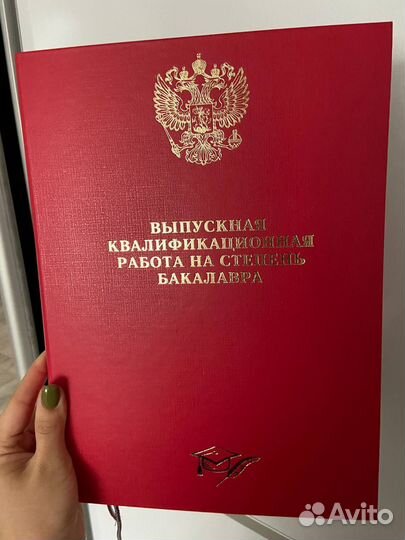 ВЫПУСКНАЯ
КВАЛИФИКАЦИОННАЯ
РАБОТА НА СТЕПЕНЬ
БАКАЛАВРА
Avito